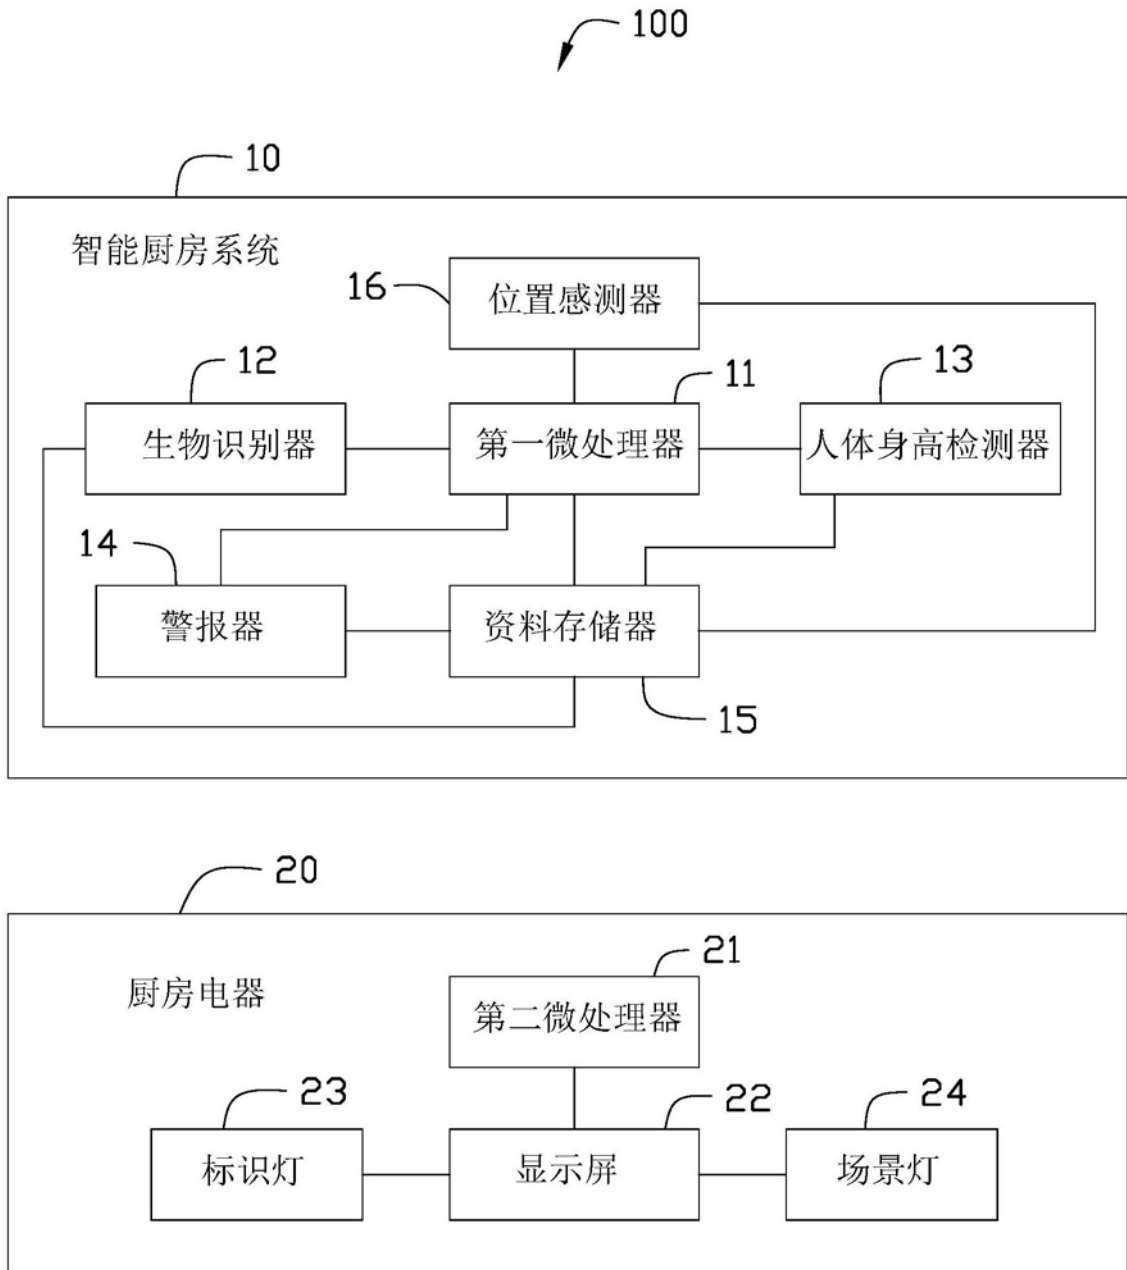 100
10
智能厨房系统
16
位置感测器
12
11
13
生物识别器
第一微处理器
人体身高检测器
14
警报器
资料存储器
15
20
厨房电器
21
第二微处理器
23
22
24
标识灯
显示屏
场景灯